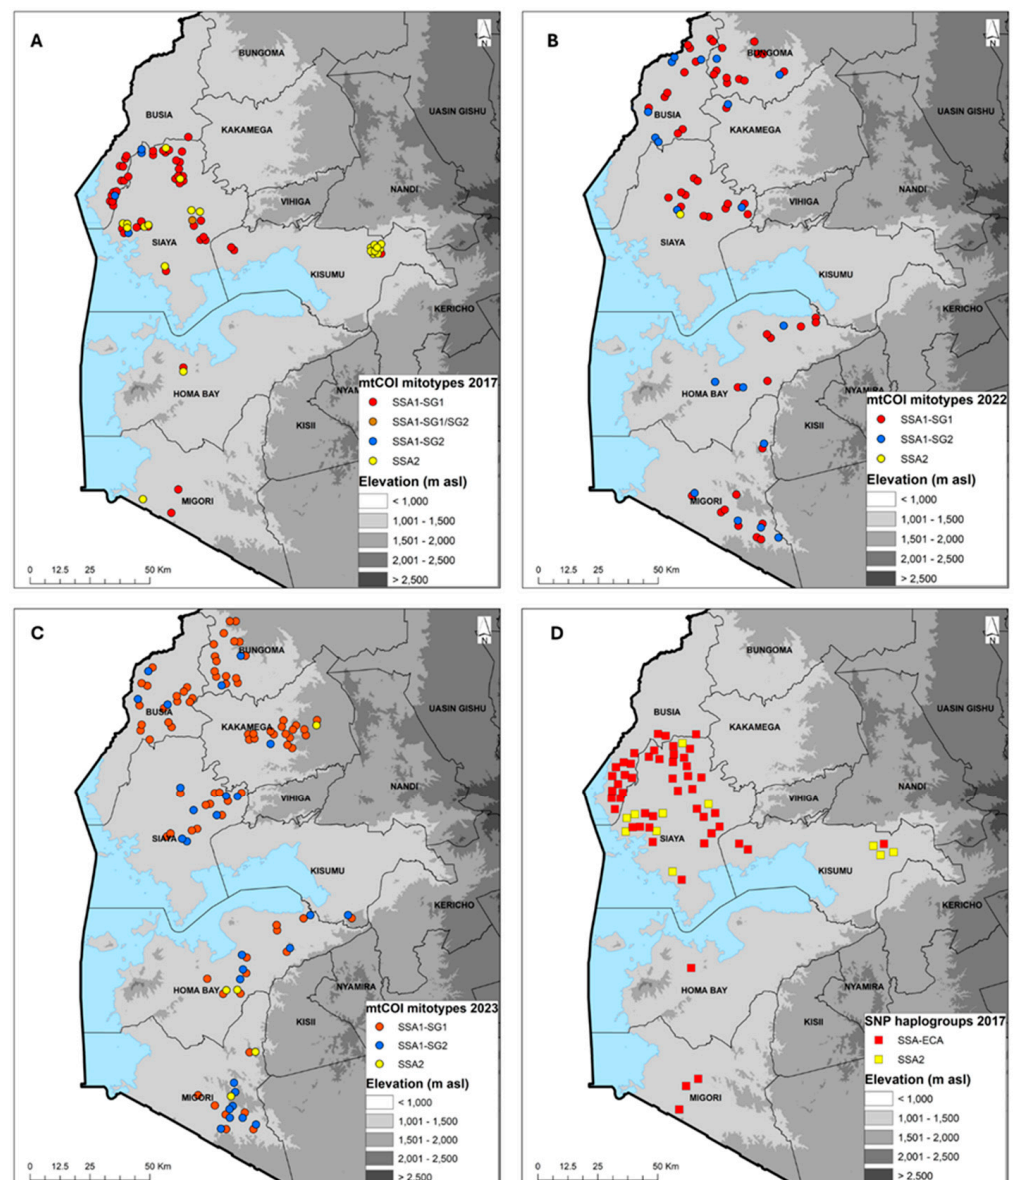 A
N
BUNGOMA
UASIN GISHU
BUSIA
KAKAMEGA
NANDI
VIHIGA
SIAYA
KISUMU
KERICHO
HOMA BAY
NYAM
KISII
MIGORI
mtCOI mitotypes 2017
SSA1-SG1
SSA1-SG1/SG2
SSA1-SG2
SSA2
Elevation (m asl)
< 1,000
1,001 - 1,500
1,501 - 2,000
2,001 - 2,500
> 2,500
0 12.5 25 50 Km
B
N
BUNGOMA
UASIN GISHU
BUSIA
KAKAMEGA
NANDI
VIHIGA
SIAYA
KISUMU
KERICHO
HOMA BAY
NYAMIRA
KISII
MIGORI
mtCOI mitotypes 2022
SSA1-SG1
SSA1-SG2
SSA2
Elevation (m asl)
< 1,000
1,001 - 1,500
1,501 - 2,000
2,001 - 2,500
> 2,500
0 12.5 25 50 Km
C
N
BUNGOMA
UASIN GISHU
BUSIA
KAKAMEGA
NANDI
VIHIGA
SIAYA
KISUMU
KERICHO
HOMA BAY
NYAMIRA
KISII
MIGORI
mtCOI mitotypes 2023
SSA1-SG1
SSA1-SG2
SSA2
Elevation (m asl)
< 1,000
1,001 - 1,500
1,501 - 2,000
2,001 - 2,500
> 2,500
0 12.5 25 50 Km
D
N
BUNGOMA
UASIN GISHU
BUSIA
KAKAMEGA
NANDI
VIHIGA
SIAYA
KISUMU
KERICHO
HOMA BAY
NYAMIRA
KISII
MIGORI
SNP haplogroups 2017
SSA-ECA
SSA2
Elevation (m asl)
< 1,000
1,001 - 1,500
1,501 - 2,000
2,001 - 2,500
> 2,500
0 12.5 25 50 Km